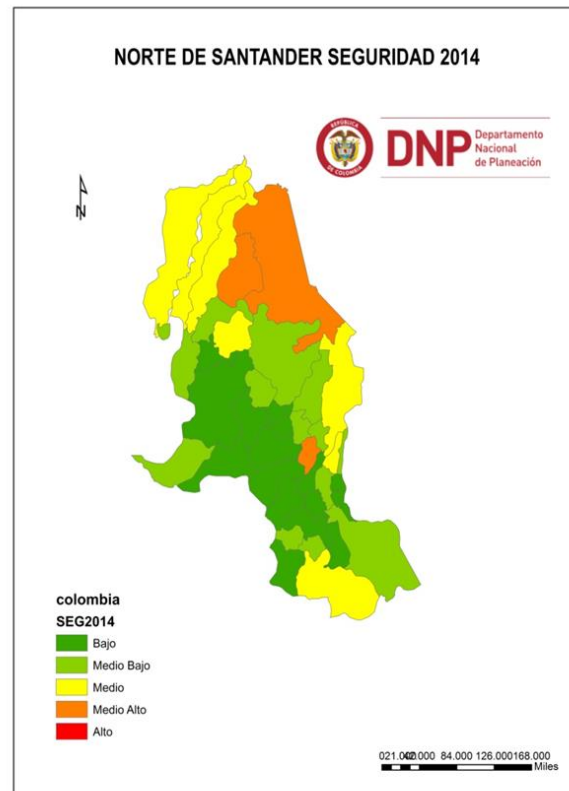 NORTE DE SANTANDER SEGURIDAD 2014
REPÚBLICA
DE COLOMBIA
DNP
Departamento
Nacional
de Planeación
N
colombia
SEG2014
Bajo
Medio Bajo
Medio
Medio Alto
Alto
84.000 126.000168.000
Miles